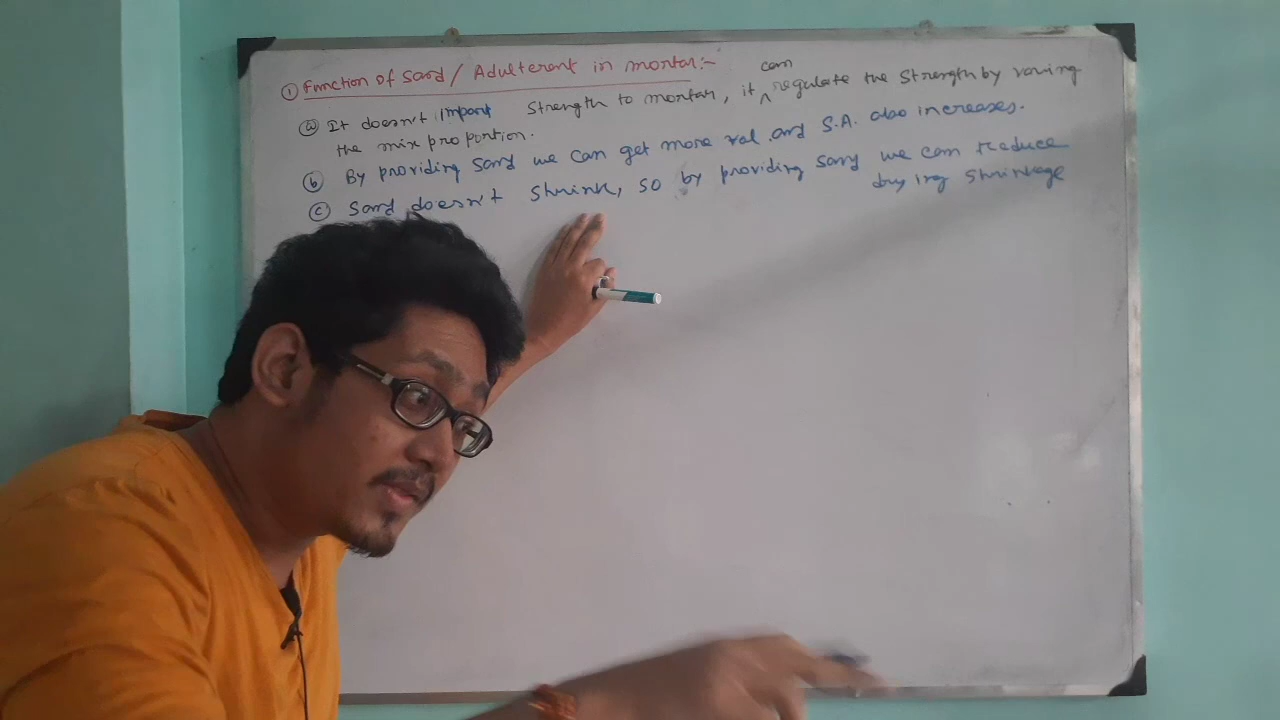 ① Function of Sand / Adulterent in mortar:-
ⓐ It doesn't impart strength to mortar, it can regulate the strength by varing
the mix proportion.
ⓑ By providing sand we can get more vol. and S.A. also increases.
ⓒ Sand doesn't shrink, so by providing sand we can reduce
drying shrinkage